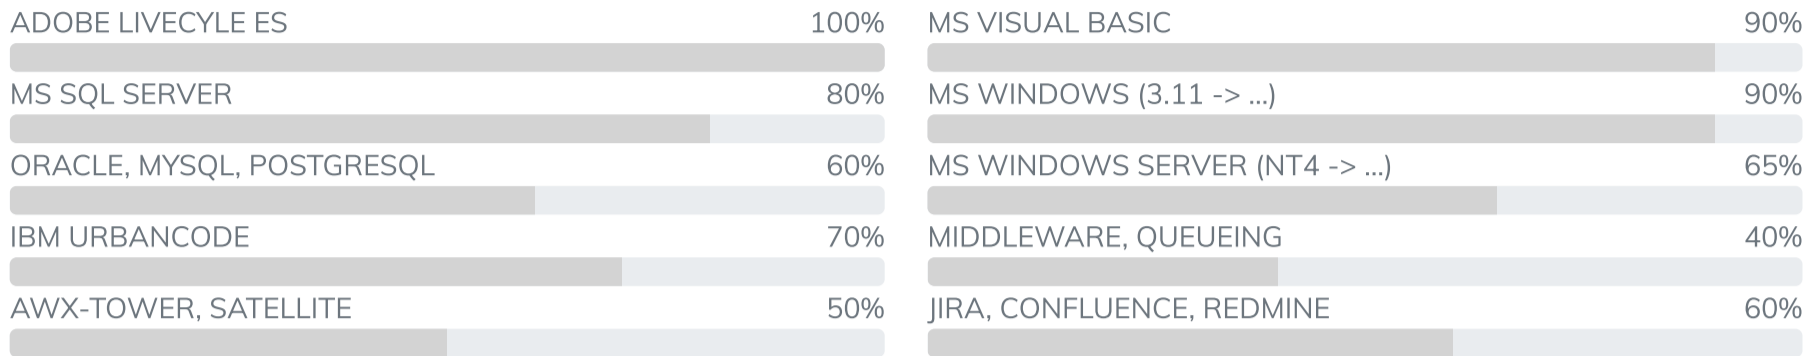 ADOBE LIVECYLE ES 100%
MS SQL SERVER 80%
ORACLE, MYSQL, POSTGRESQL 60%
IBM URBANCODE 70%
AWX-TOWER, SATELLITE 50%
MS VISUAL BASIC 90%
MS WINDOWS (3.11 -> ...) 90%
MS WINDOWS SERVER (NT4 -> ...) 65%
MIDDLEWARE, QUEUEING 40%
JIRA, CONFLUENCE, REDMINE 60%